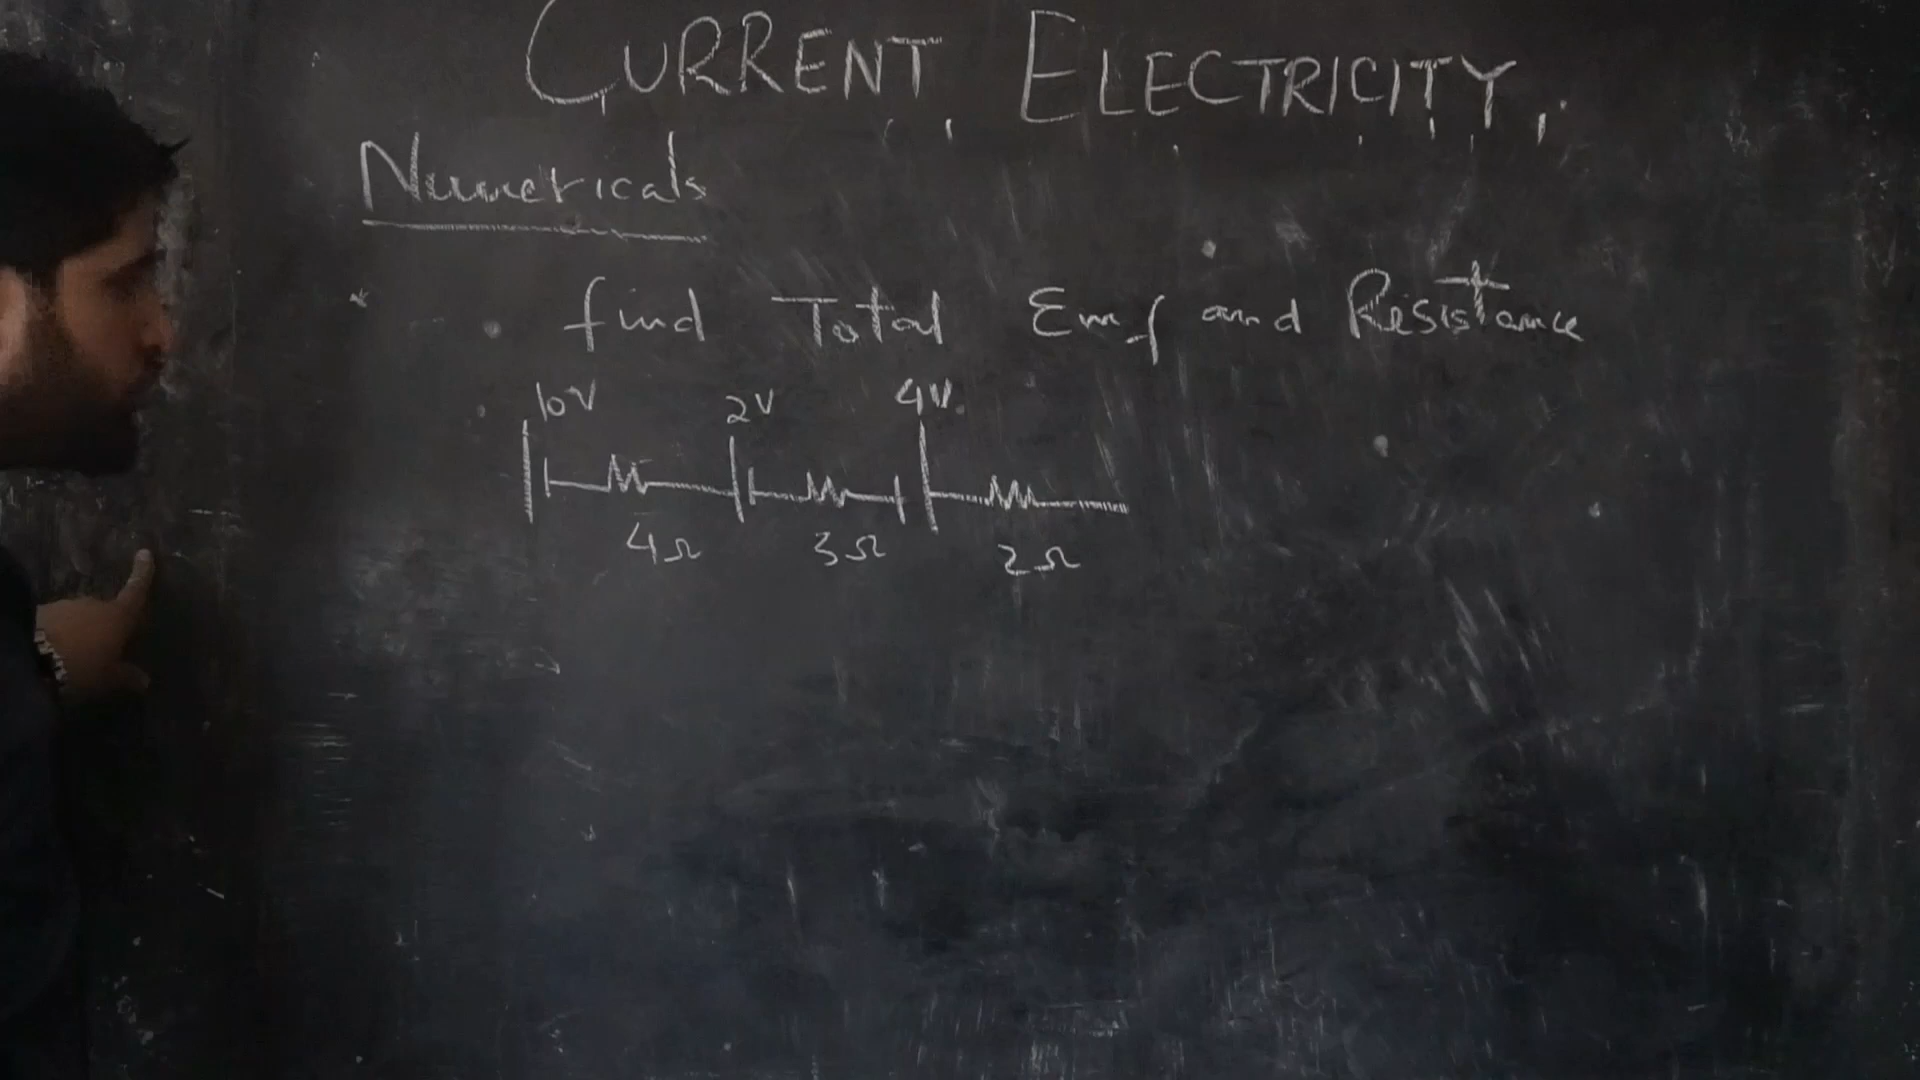 CURRENT ELECTRICITY
Numericals
* find Total Emf and Resistance
10V 2V 4V
4Ω 3Ω 2Ω